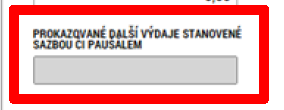 PROKAZOVANÉ DALŠÍ VÝDAJE STANOVENÉ
SAZBOU ČI PAUŠÁLEM